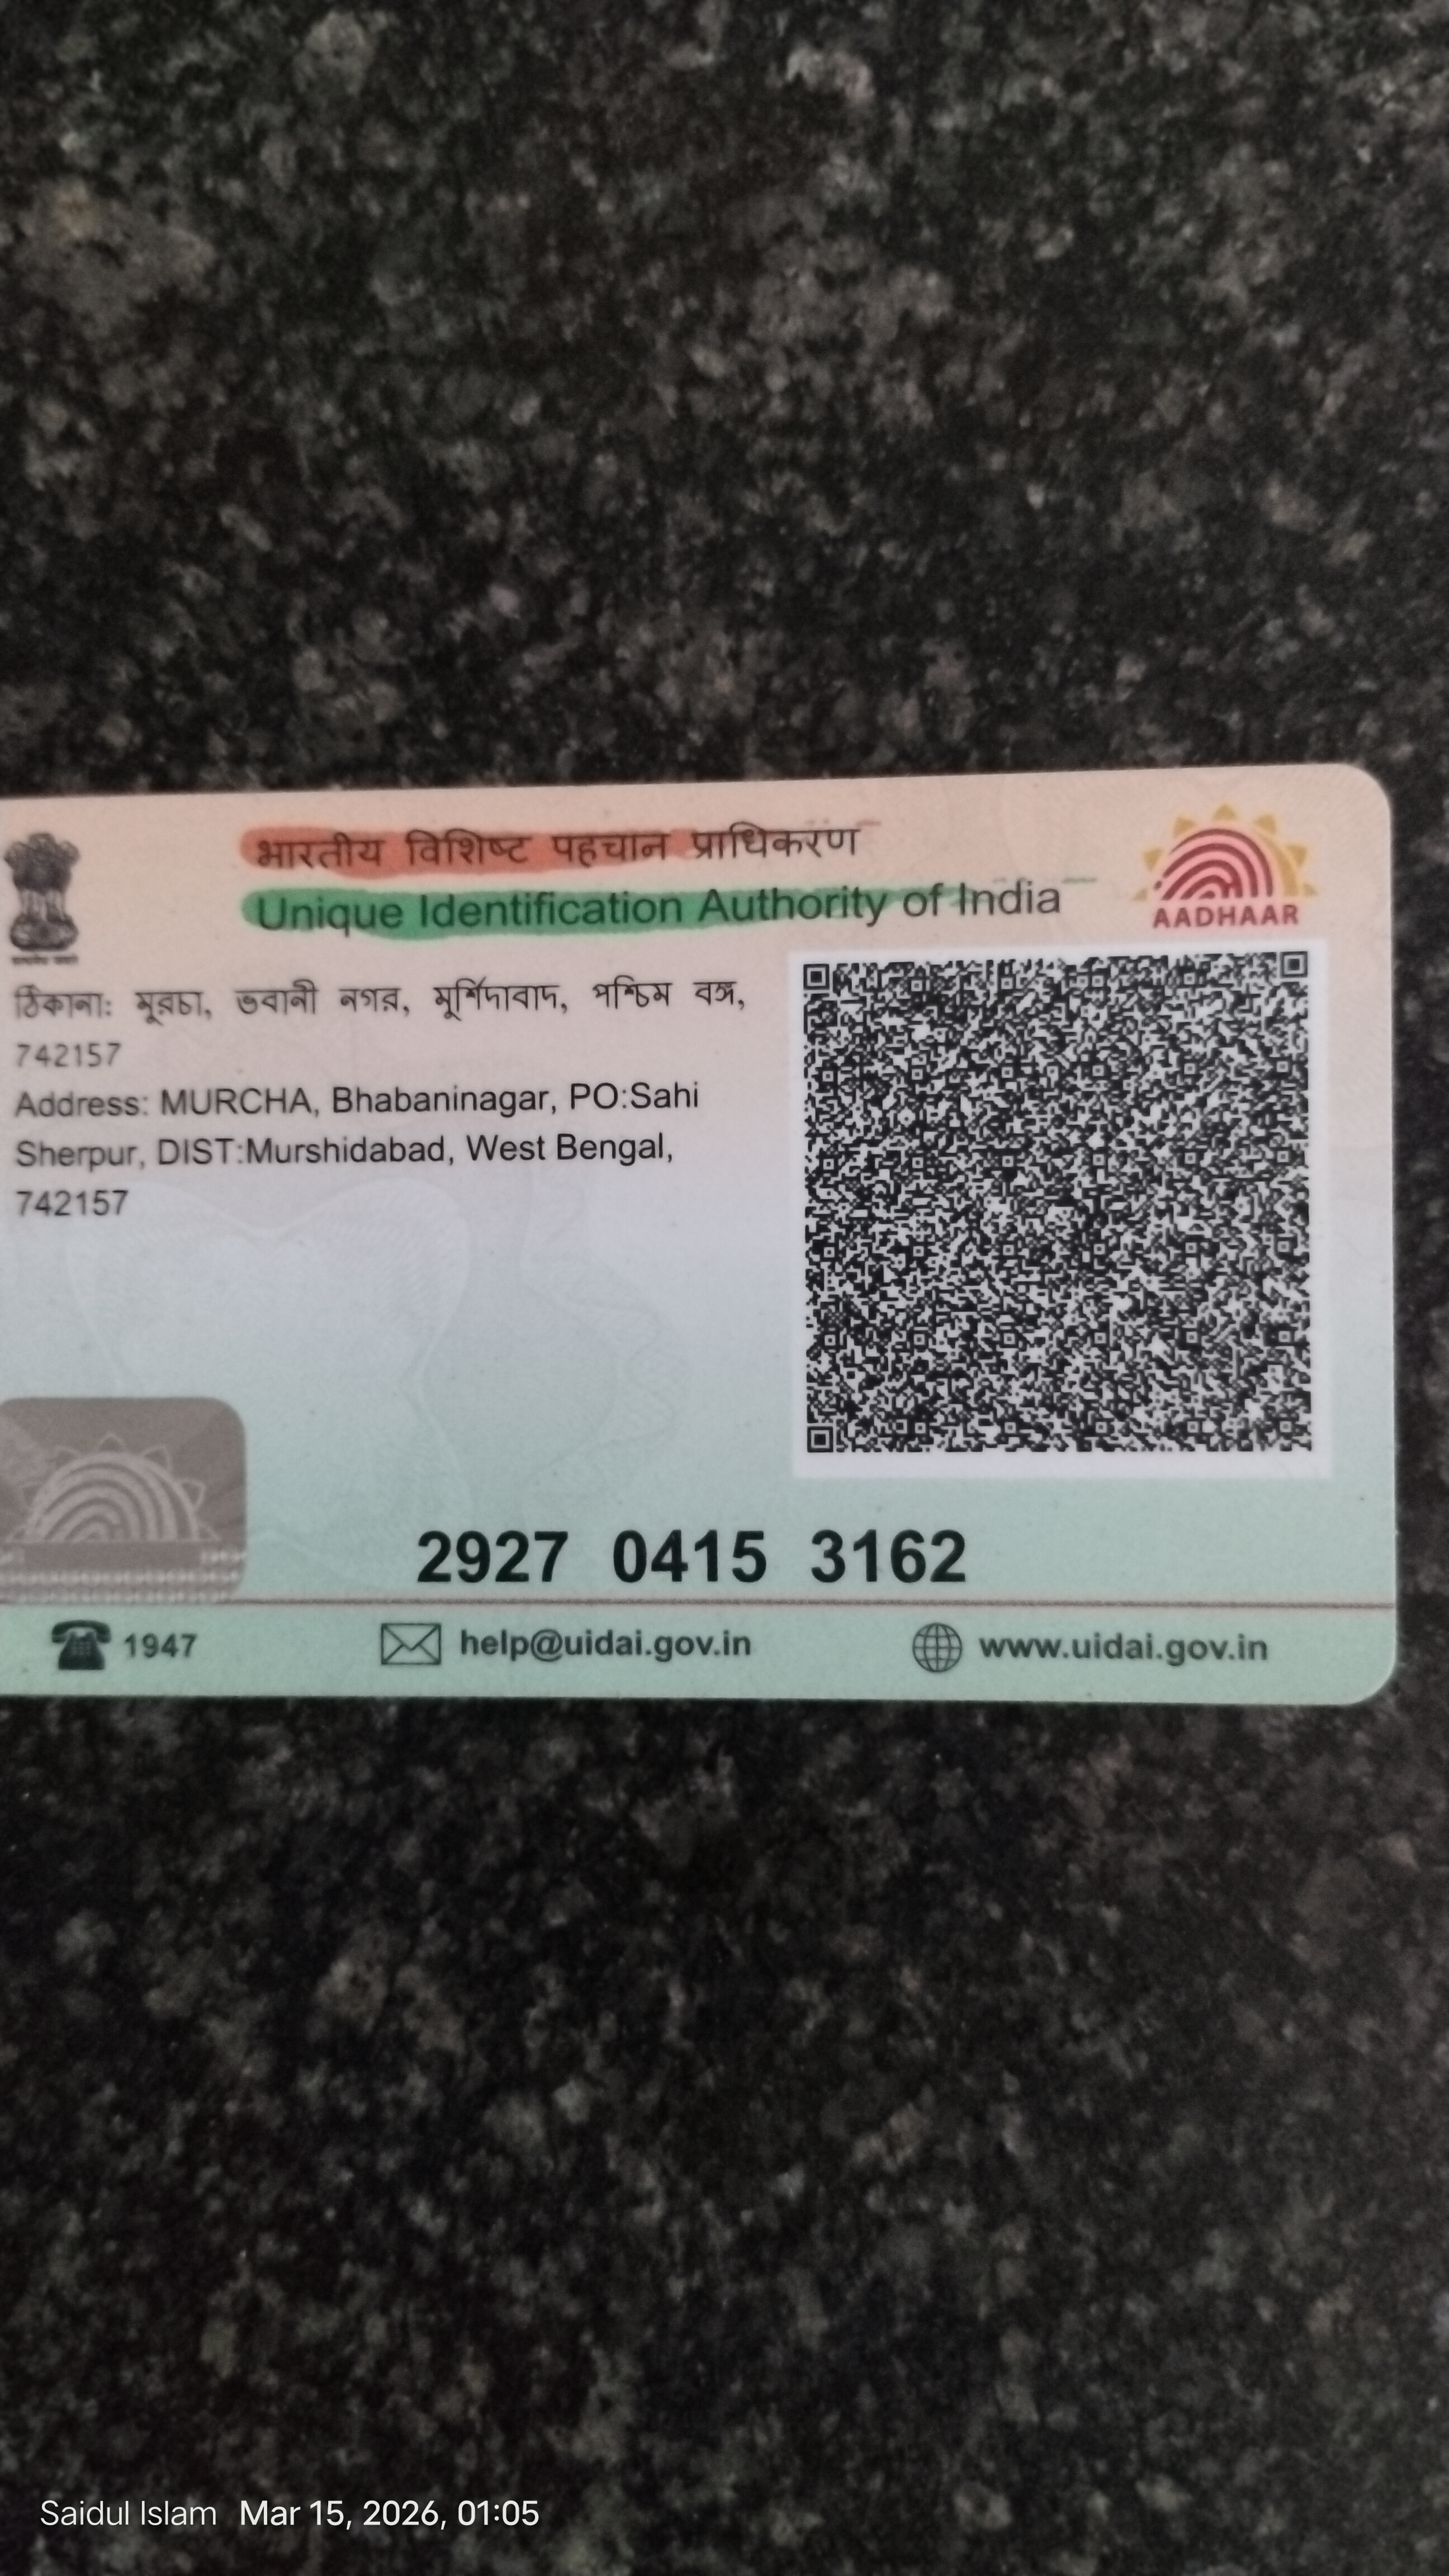 भारतीय विशिष्ट पहचान प्राधिकरण
Unique Identification Authority of India
AADHAAR
ঠিকানা: মূরচা, ভবানী নগর, মূর্শিদাবাদ, পশ্চিম বঙ্গ,
742157
Address: MURCHA, Bhabaninagar, PO:Sahi
Sherpur, DIST:Murshidabad, West Bengal,
742157
2927 0415 3162
1947 help@uidai.gov.in www.uidai.gov.in
Saidul Islam Mar 15, 2026, 01:05